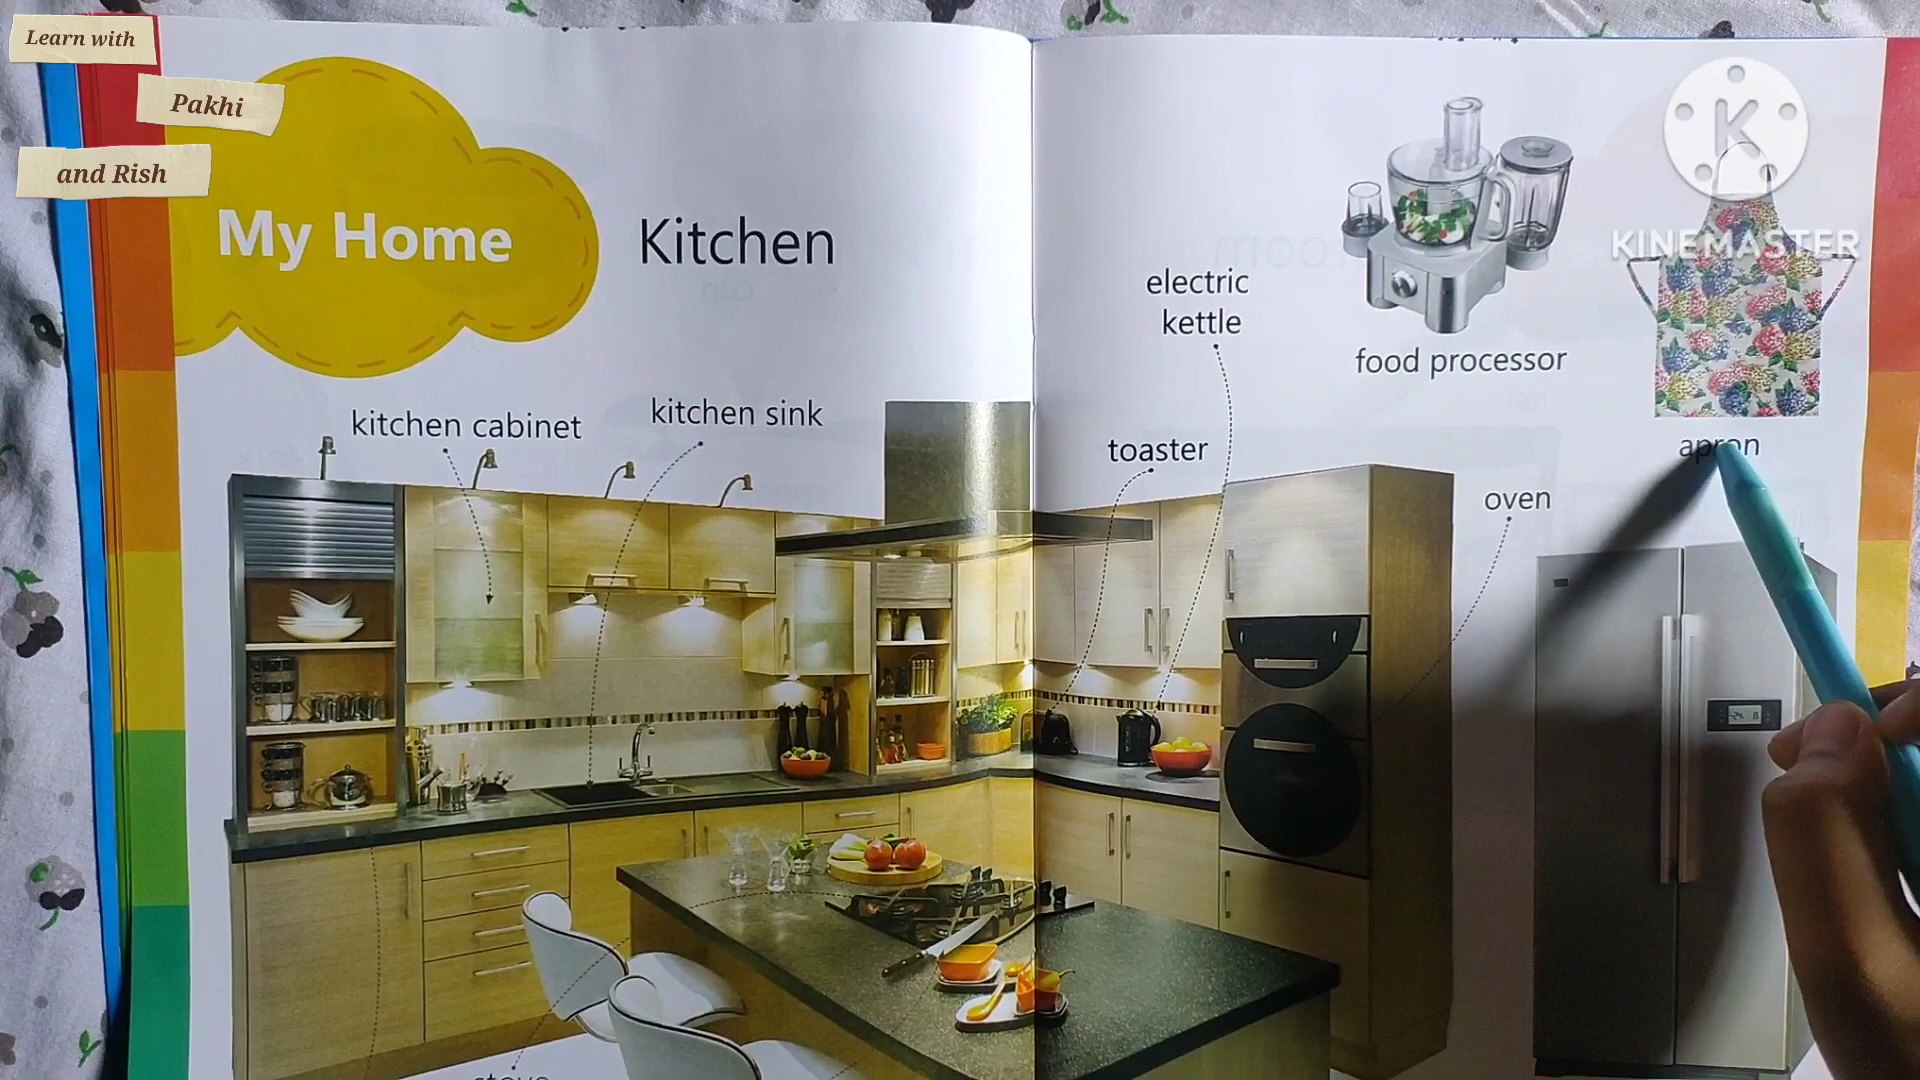 Learn with
Pakhi
and Rish
My Home
Kitchen
KINEMASTER
electric
kettle
food processor
kitchen cabinet
kitchen sink
toaster
apron
oven
stove